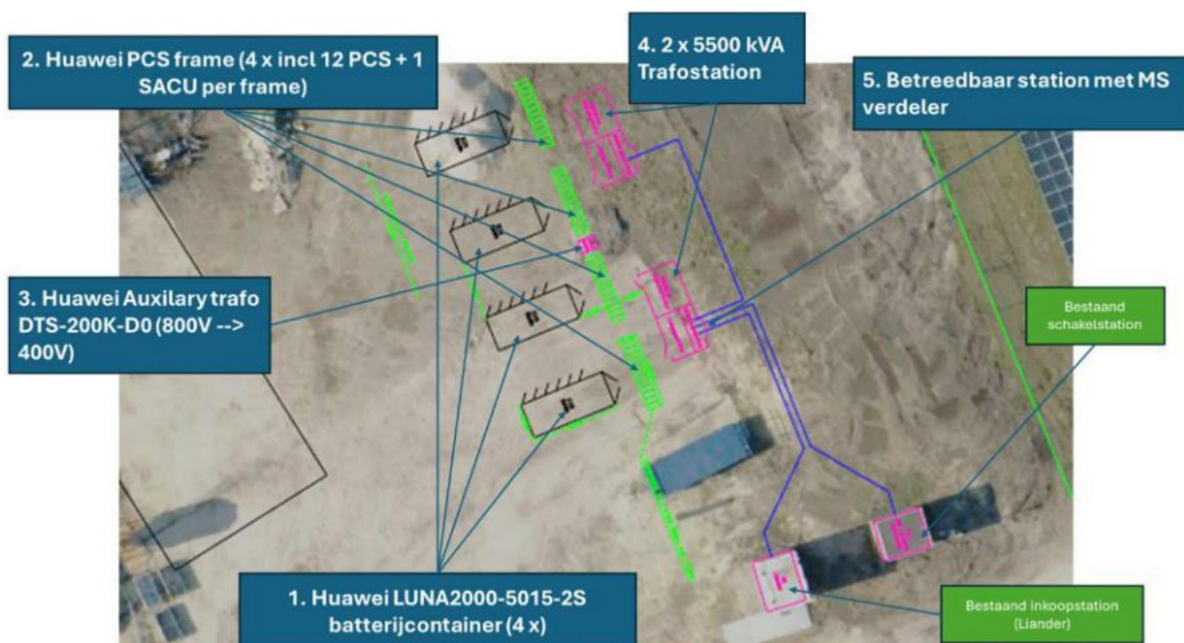 2. Huawei PCS frame (4 x incl 12 PCS + 1
SACU per frame)
4. 2 x 5500 kVA
Trafostation
5. Betreedbaar station met MS
verdeler
3. Huawei Auxilary trafo
DTS-200K-D0 (800V -->
400V)
Bestaand
schakelstation
1. Huawei LUNA2000-5015-2S
batterijcontainer (4 x)
Bestaand inkoopstation
(Liander)